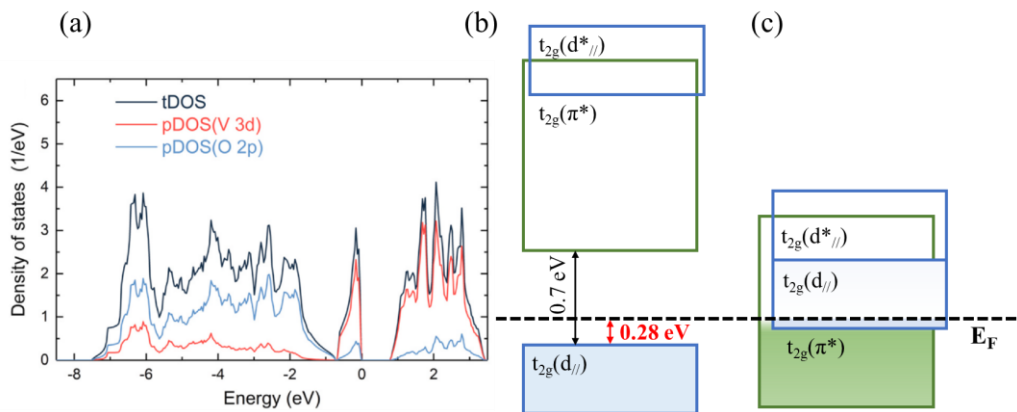 (a)
Density of states (1/eV)
6
5
4
3
2
1
0
tDOS
pDOS(V 3d)
pDOS(O 2p)
-8 -6 -4 -2 0 2
Energy (eV)
(b)
t2g(d*//)
t2g(π*)
0.7 eV
0.28 eV
t2g(d//)
(c)
t2g(d*//)
t2g(d//)
EF
t2g(π*)